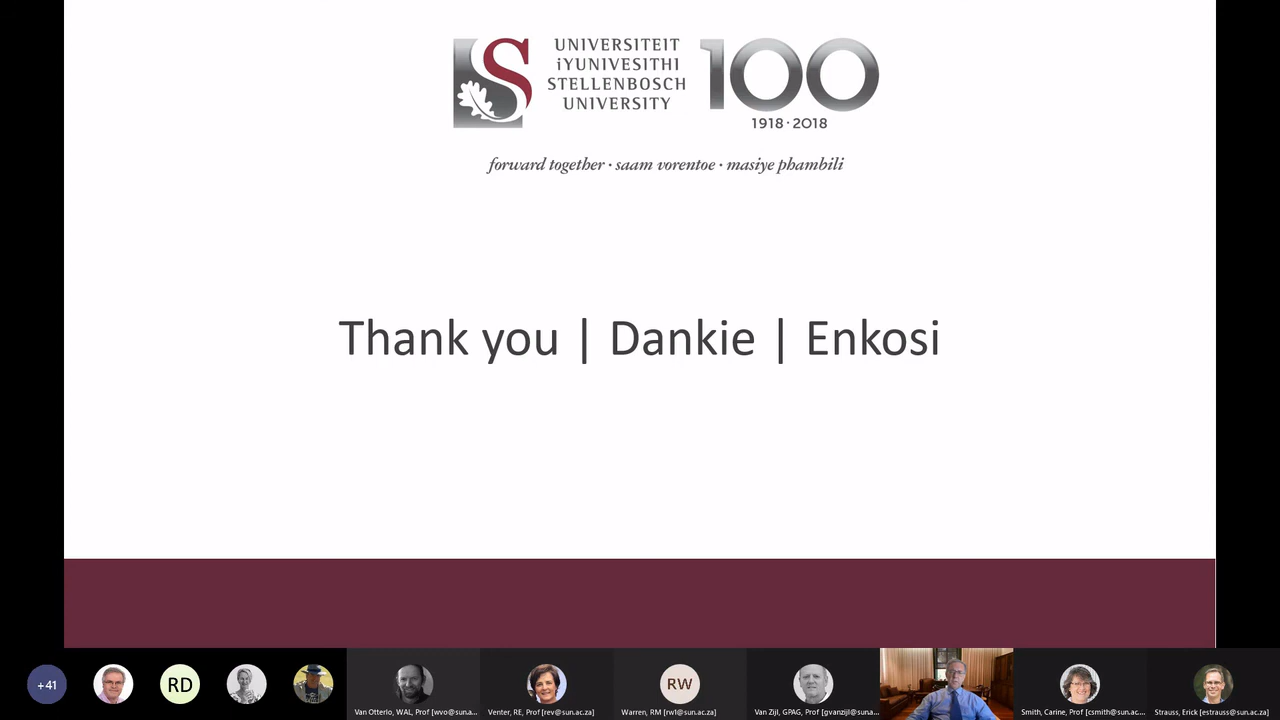 UNIVERSITEIT
iYUNIVESITHI
STELLENBOSCH
UNIVERSITY
100
1918·2018
forward together · saam vorentoe · masiye phambili
Thank you | Dankie | Enkosi
+41
RD
RW
Van Otterlo, WAL, Prof [wvo@suna...
Venter, RE, Prof [rev@sun.ac.za]
Warren, RM [rw1@sun.ac.za]
Van Zijl, GPAG, Prof [gvanzijl@suna...
Smith, Carine, Prof [csmith@sun.ac....
Strauss, Erick [estrauss@sun.ac.za]